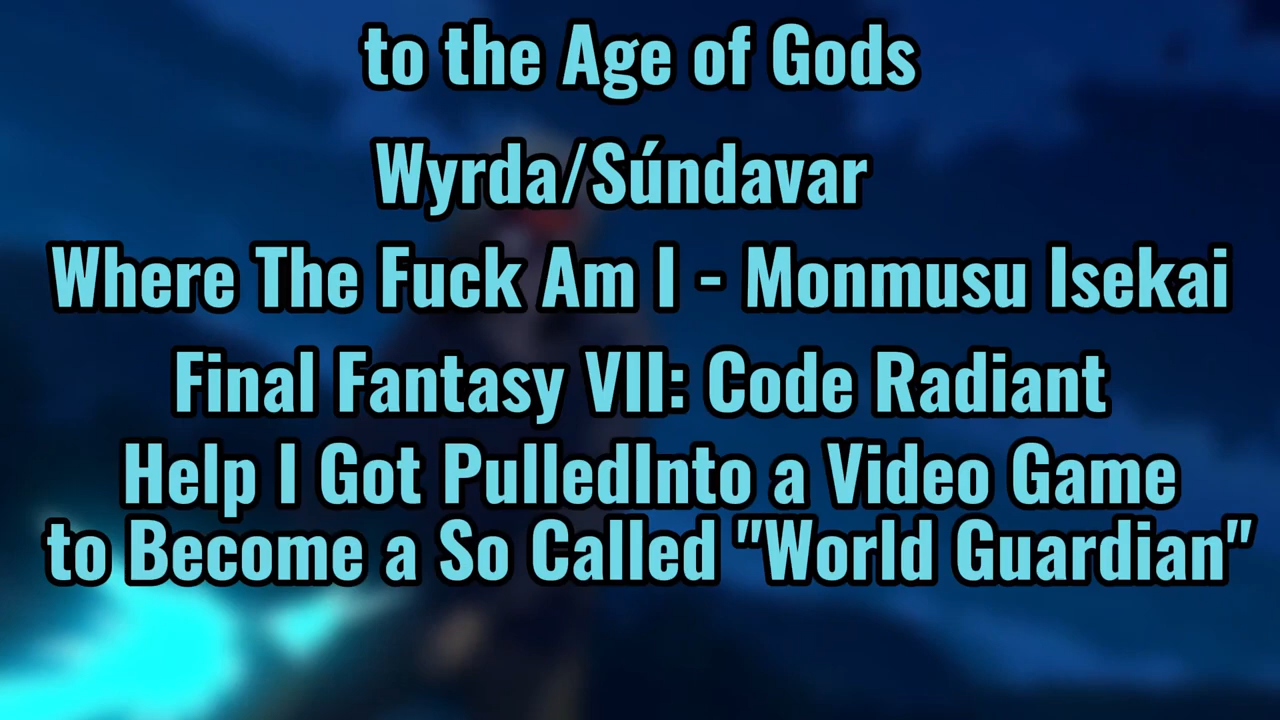 to the Age of Gods
Wyrda/Súndavar
Where The Fuck Am I - Monmusu Isekai
Final Fantasy VII: Code Radiant
Help I Got PulledInto a Video Game
to Become a So Called "World Guardian"